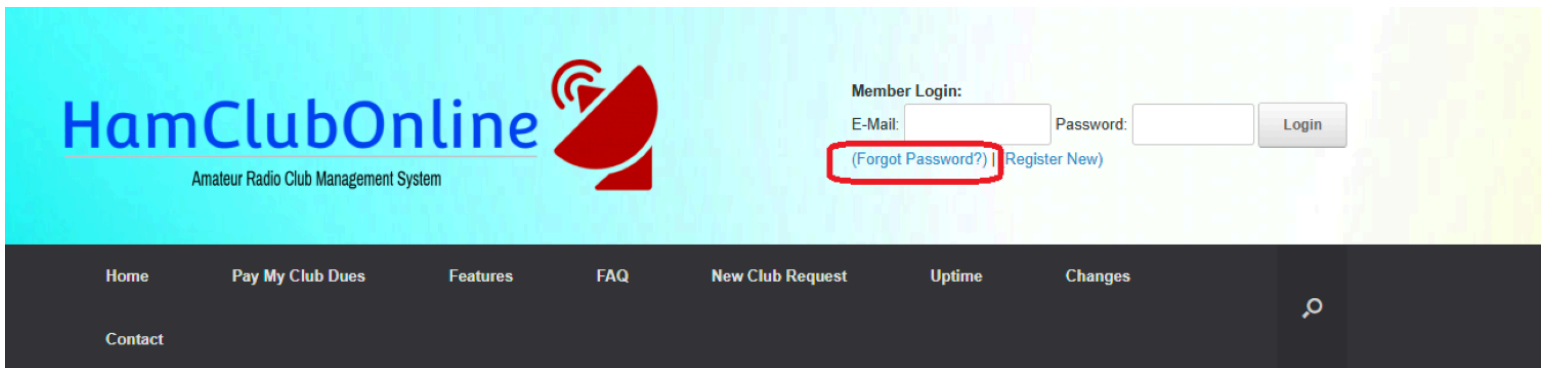 HamClubOnline
Amateur Radio Club Management System
Member Login:
E-Mail: Password: Login
(Forgot Password?) | Register New)
Home Pay My Club Dues Features FAQ New Club Request Uptime Changes
Contact